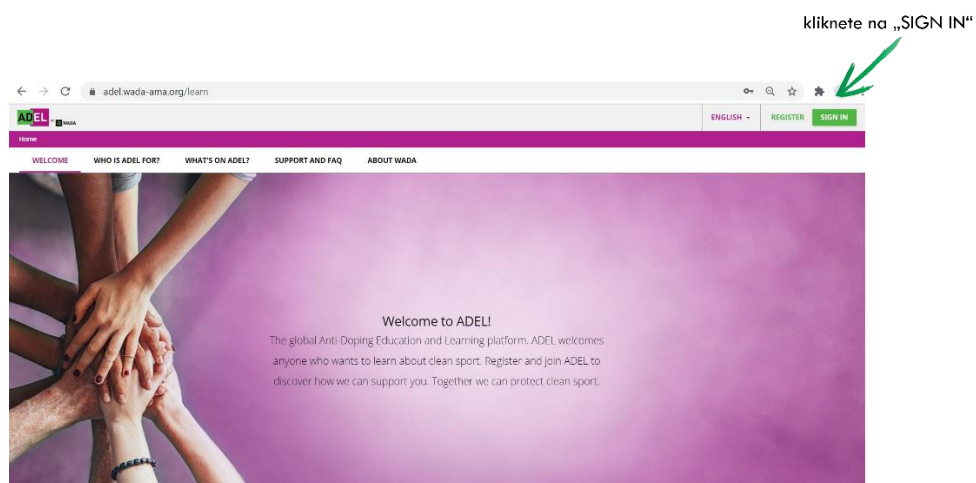 kliknete na „SIGN IN“
adel.wada-ama.org/learn
ADEL BY WADA
ENGLISH
REGISTER
SIGN IN
Home
WELCOME
WHO IS ADEL FOR?
WHAT'S ON ADEL?
SUPPORT AND FAQ
ABOUT WADA
Welcome to ADEL!
The global Anti-Doping Education and Learning platform. ADEL welcomes
anyone who wants to learn about clean sport. Register and join ADEL to
discover how we can support you. Together we can protect clean sport.